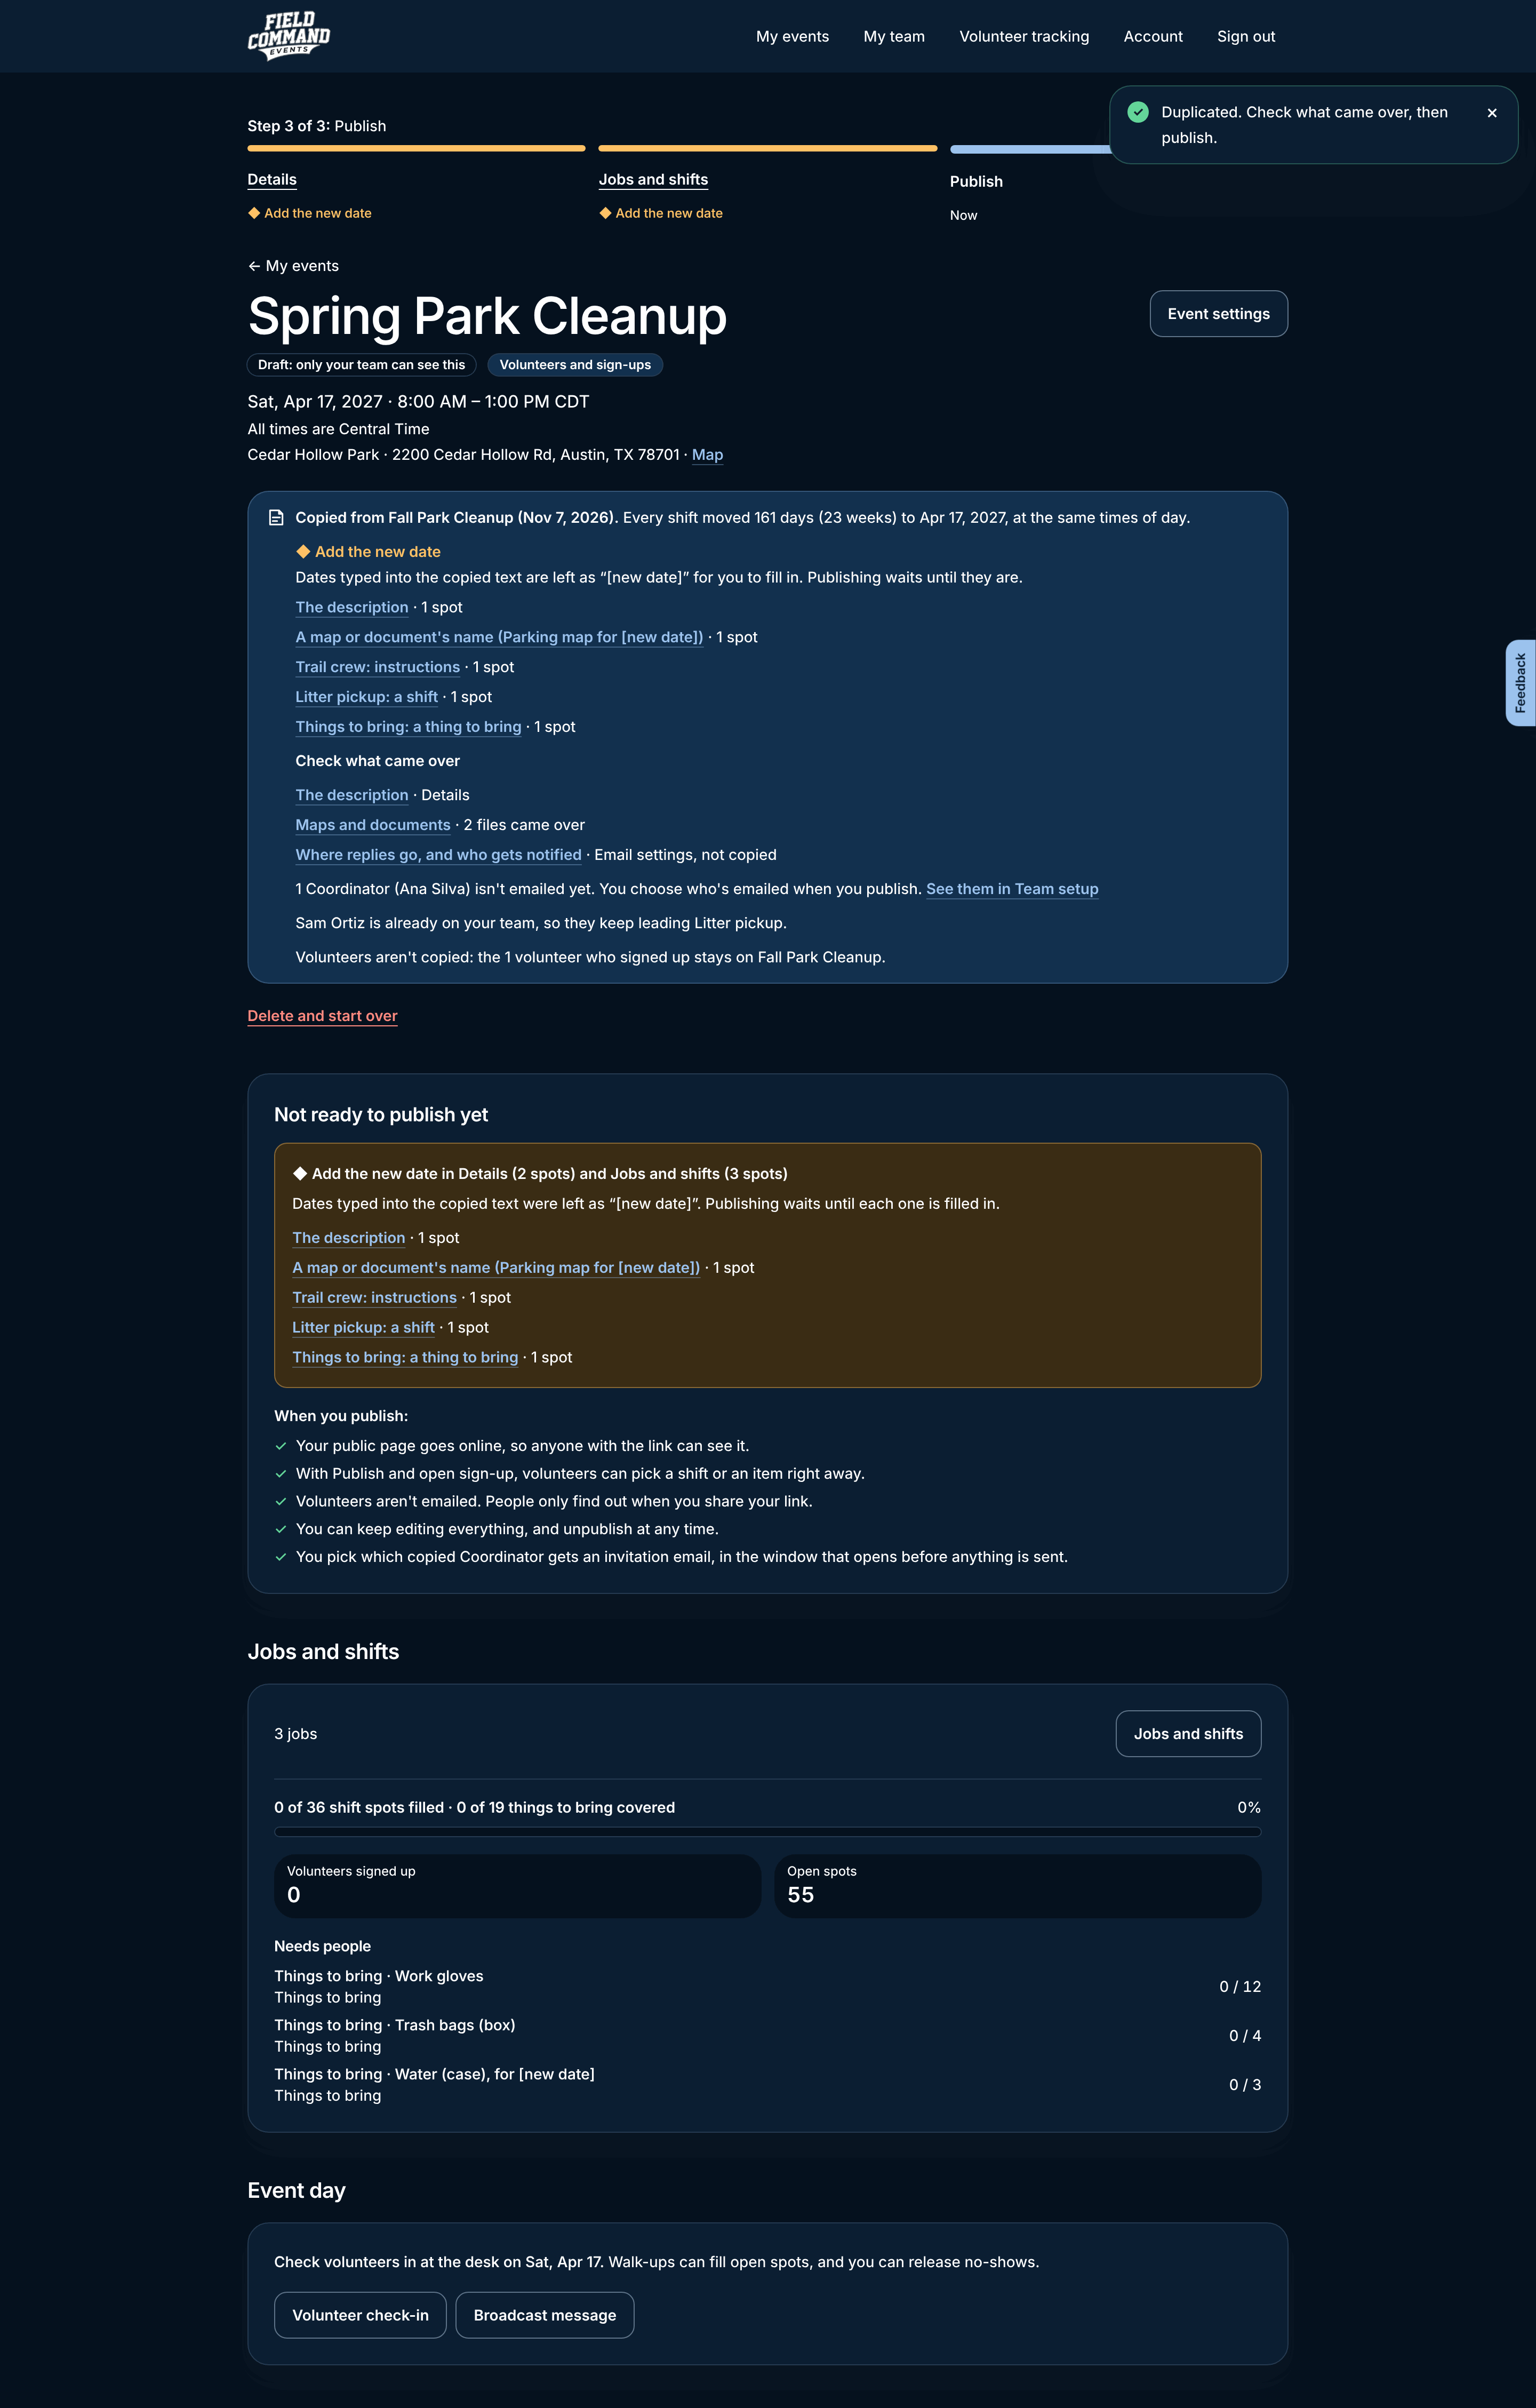 FIELD
COMMAND
EVENTS
My events
My team
Volunteer tracking
Account
Sign out
Duplicated. Check what came over, then
publish.
Step 3 of 3: Publish
Details
◆ Add the new date
Jobs and shifts
◆ Add the new date
Publish
Now
← My events
Spring Park Cleanup
Event settings
Draft: only your team can see this
Volunteers and sign-ups
Sat, Apr 17, 2027 · 8:00 AM – 1:00 PM CDT
All times are Central Time
Cedar Hollow Park · 2200 Cedar Hollow Rd, Austin, TX 78701 · Map
Copied from Fall Park Cleanup (Nov 7, 2026). Every shift moved 161 days (23 weeks) to Apr 17, 2027, at the same times of day.
◆ Add the new date
Dates typed into the copied text are left as “[new date]” for you to fill in. Publishing waits until they are.
The description · 1 spot
A map or document's name (Parking map for [new date]) · 1 spot
Trail crew: instructions · 1 spot
Litter pickup: a shift · 1 spot
Things to bring: a thing to bring · 1 spot
Check what came over
The description · Details
Maps and documents · 2 files came over
Where replies go, and who gets notified · Email settings, not copied
1 Coordinator (Ana Silva) isn't emailed yet. You choose who's emailed when you publish. See them in Team setup
Sam Ortiz is already on your team, so they keep leading Litter pickup.
Volunteers aren't copied: the 1 volunteer who signed up stays on Fall Park Cleanup.
Feedback
Delete and start over
Not ready to publish yet
◆ Add the new date in Details (2 spots) and Jobs and shifts (3 spots)
Dates typed into the copied text were left as “[new date]”. Publishing waits until each one is filled in.
The description · 1 spot
A map or document's name (Parking map for [new date]) · 1 spot
Trail crew: instructions · 1 spot
Litter pickup: a shift · 1 spot
Things to bring: a thing to bring · 1 spot
When you publish:
Your public page goes online, so anyone with the link can see it.
With Publish and open sign-up, volunteers can pick a shift or an item right away.
Volunteers aren't emailed. People only find out when you share your link.
You can keep editing everything, and unpublish at any time.
You pick which copied Coordinator gets an invitation email, in the window that opens before anything is sent.
Jobs and shifts
3 jobs
Jobs and shifts
0 of 36 shift spots filled · 0 of 19 things to bring covered
0%
Volunteers signed up
0
Open spots
55
Needs people
Things to bring · Work gloves
Things to bring
0 / 12
Things to bring · Trash bags (box)
Things to bring
0 / 4
Things to bring · Water (case), for [new date]
Things to bring
0 / 3
Event day
Check volunteers in at the desk on Sat, Apr 17. Walk-ups can fill open spots, and you can release no-shows.
Volunteer check-in
Broadcast message